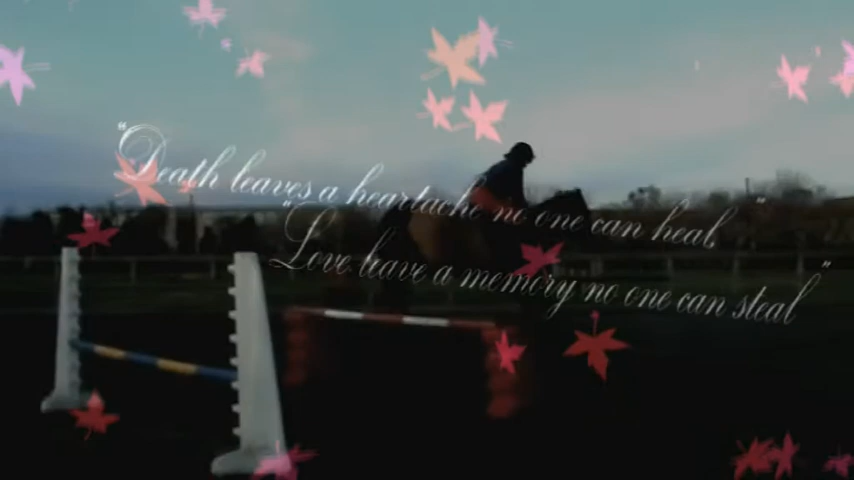 "Death leaves a heartache no one can heal, "
"Love leave a memory no one can steal "